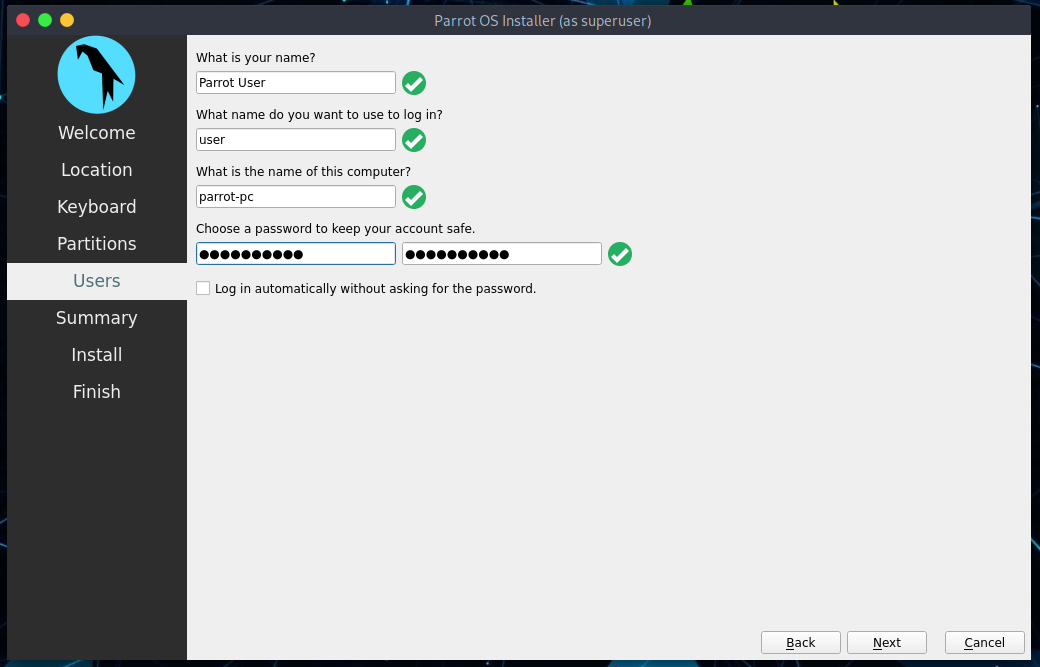 Parrot OS Installer (as superuser)
Welcome
Location
Keyboard
Partitions
Users
Summary
Install
Finish
What is your name?
Parrot User
What name do you want to use to log in?
user
What is the name of this computer?
parrot-pc
Choose a password to keep your account safe.
●●●●●●●●●● ●●●●●●●●●●
Log in automatically without asking for the password.
Back Next Cancel